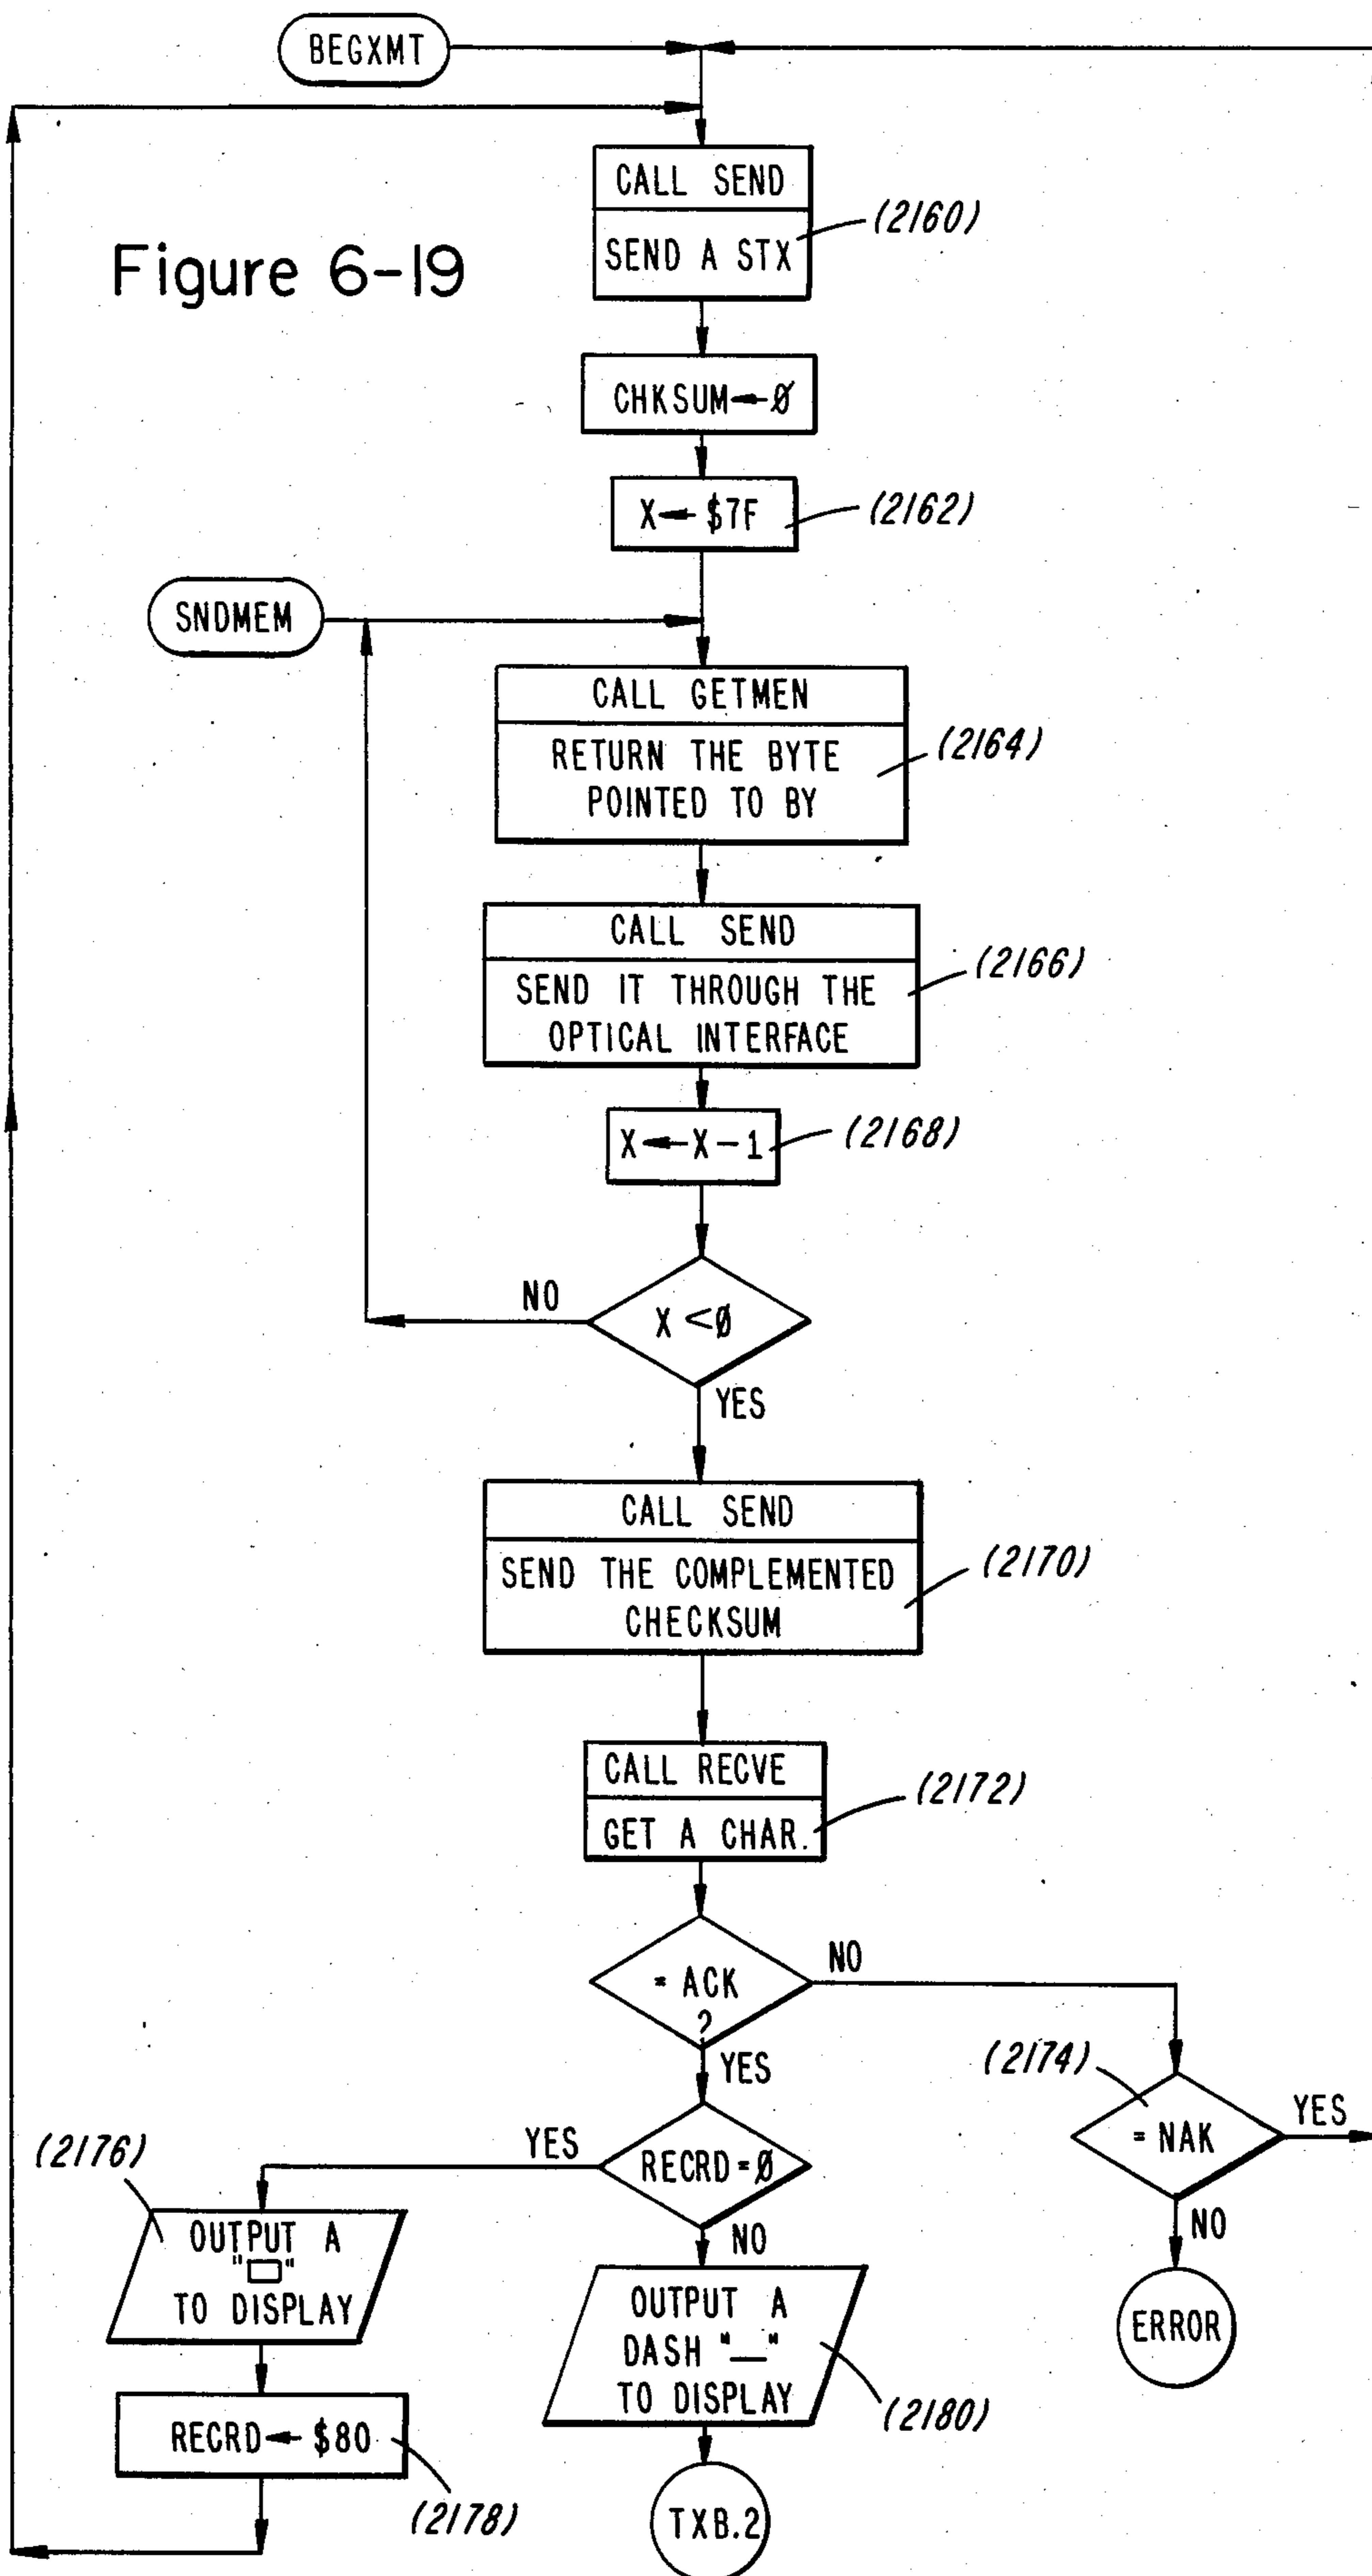 BEGXMT
CALL SEND
SEND A STX
(2160)
Figure 6-19
CHKSUM←Ø
X←$7F
(2162)
SNDMEM
CALL GETMEN
RETURN THE BYTE
POINTED TO BY
(2164)
CALL SEND
SEND IT THROUGH THE
OPTICAL INTERFACE
(2166)
X←X-1
(2168)
NO
X<Ø
YES
CALL SEND
SEND THE COMPLEMENTED
CHECKSUM
(2170)
CALL RECVE
GET A CHAR.
(2172)
= ACK
?
NO
YES
(2174)
= NAK
YES
NO
ERROR
YES
RECRD=Ø
NO
(2176)
OUTPUT A
"□"
TO DISPLAY
RECRD←$80
(2178)
OUTPUT A
DASH "—"
TO DISPLAY
(2180)
TXB.2